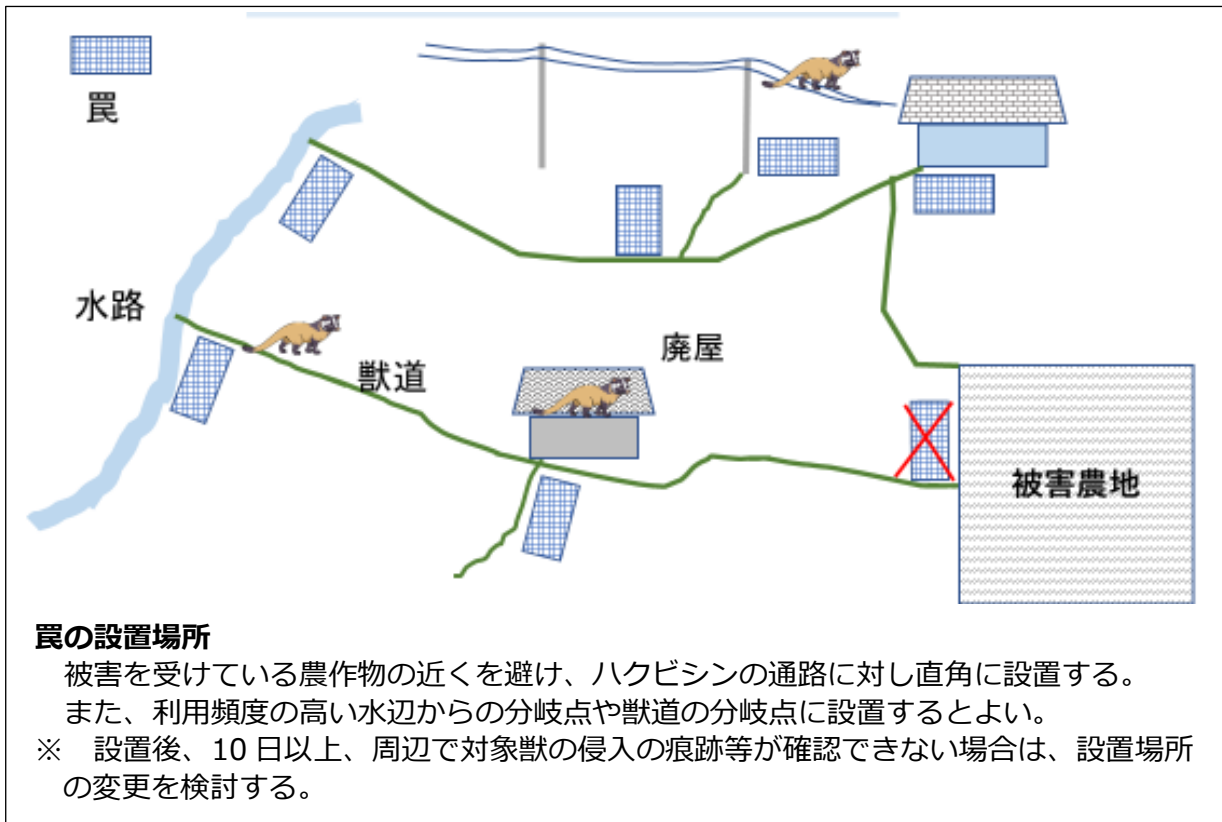 罠
水路
獣道
廃屋
被害農地
罠の設置場所
被害を受けている農作物の近くを避け、ハクビシンの通路に対し直角に設置する。
また、利用頻度の高い水辺からの分岐点や獣道の分岐点に設置するとよい。
※　設置後、10 日以上、周辺で対象獣の侵入の痕跡等が確認できない場合は、設置場所
の変更を検討する。